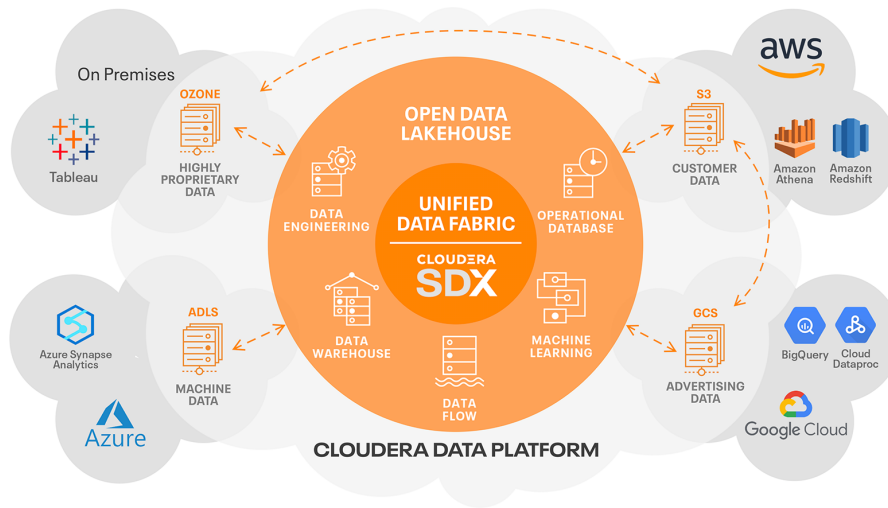 On Premises
Tableau
OZONE
HIGHLY
PROPRIETARY
DATA
aws
Amazon
Athena
Amazon
Redshift
S3
CUSTOMER
DATA
OPEN DATA
LAKEHOUSE
DATA
ENGINEERING
OPERATIONAL
DATABASE
UNIFIED
DATA FABRIC
CLOUDERA
SDX
DATA
WAREHOUSE
MACHINE
LEARNING
DATA
FLOW
Azure Synapse
Analytics
Azure
ADLS
MACHINE
DATA
GCS
ADVERTISING
DATA
BigQuery
Cloud
Dataproc
Google Cloud
CLOUDERA DATA PLATFORM